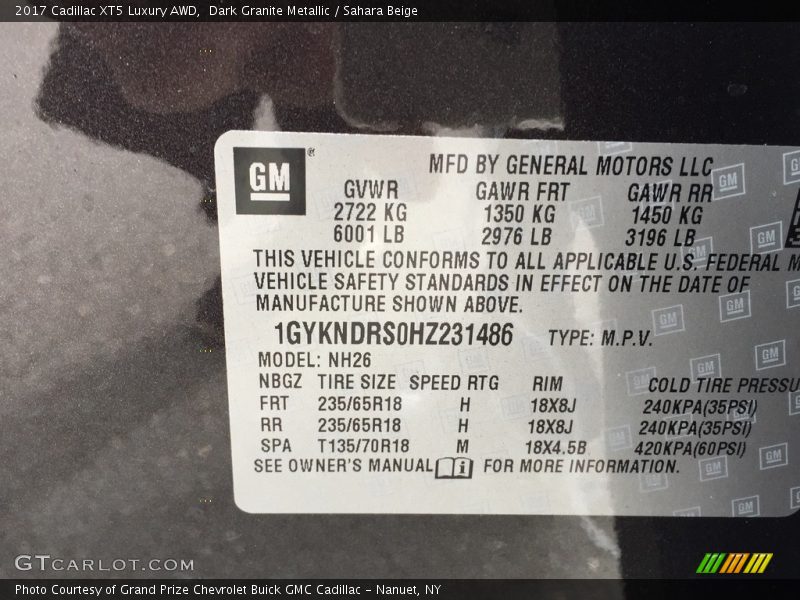 2017 Cadillac XT5 Luxury AWD, Dark Granite Metallic / Sahara Beige
GM®
MFD BY GENERAL MOTORS LLC
GVWR GAWR FRT GAWR RR
2722 KG 1350 KG 1450 KG
6001 LB 2976 LB 3196 LB
THIS VEHICLE CONFORMS TO ALL APPLICABLE U.S. FEDERAL M
VEHICLE SAFETY STANDARDS IN EFFECT ON THE DATE OF
MANUFACTURE SHOWN ABOVE.
1GYKNDRS0HZ231486 TYPE: M.P.V.
MODEL: NH26
NBGZ TIRE SIZE SPEED RTG RIM COLD TIRE PRESSU
FRT 235/65R18 H 18X8J 240KPA(35PSI)
RR 235/65R18 H 18X8J 240KPA(35PSI)
SPA T135/70R18 M 18X4.5B 420KPA(60PSI)
SEE OWNER'S MANUAL FOR MORE INFORMATION.
GTCARLOT.COM
Photo Courtesy of Grand Prize Chevrolet Buick GMC Cadillac - Nanuet, NY